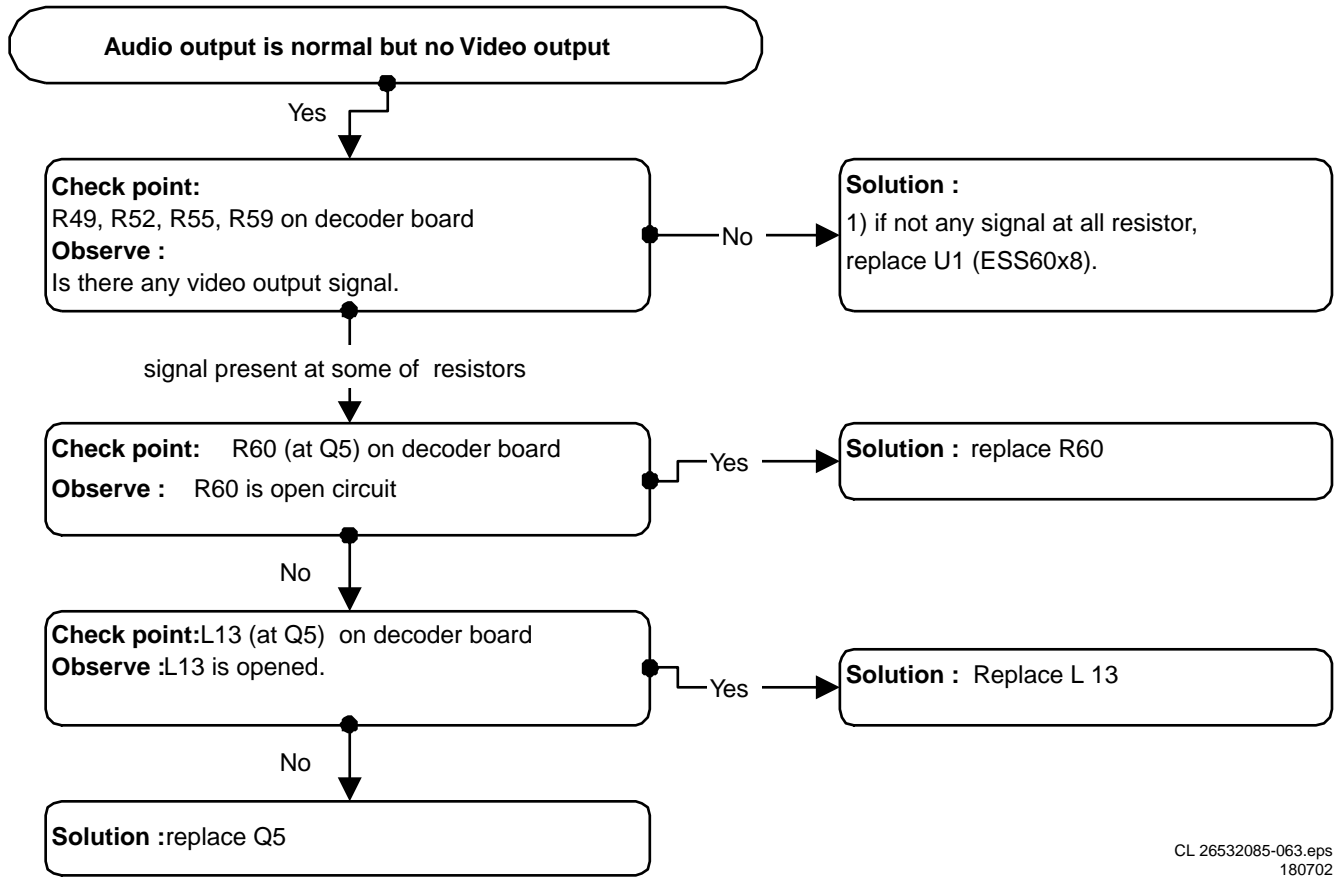 Audio output is normal but no Video output
Yes
Check point:
R49, R52, R55, R59 on decoder board
Observe :
Is there any video output signal.
No
Solution :
1) if not any signal at all resistor,
replace U1 (ESS60x8).
signal present at some of resistors
Check point: R60 (at Q5) on decoder board
Observe : R60 is open circuit
Yes
Solution : replace R60
No
Check point:L13 (at Q5) on decoder board
Observe :L13 is opened.
Yes
Solution : Replace L 13
No
Solution :replace Q5
CL 26532085-063.eps
180702